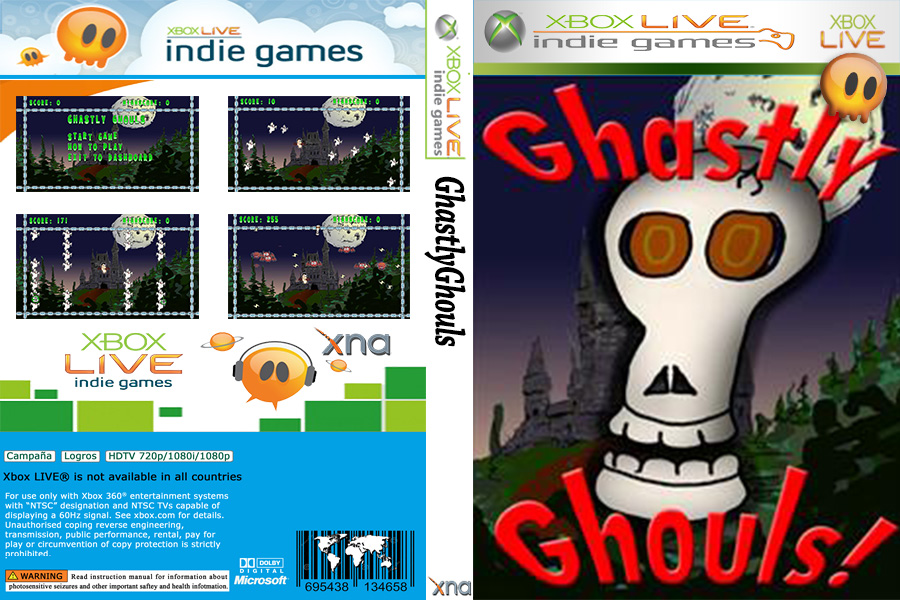 XBOX LIVE
indie games
SCORE: 0
GHASTLY GHOULS
START GAME
HOW TO PLAY
EXIT TO DASHBOARD
SCORE: 10
SCORE: 171
SCORE: 255
XBOX
LIVE
indie games
xna
Campaña
Logros
HDTV 720p/1080i/1080p
Xbox LIVE® is not available in all countries
For use only with Xbox 360® entertainment systems
with "NTSC" designation and NTSC TVs capable of
displaying a 60Hz signal. See xbox.com for details.
Unauthorised coping reverse engineering,
transmission, public performance, rental, pay for
play or circumvention of copy protection is strictly
prohibited.
WARNING Read instruction manual for information about
photosensitive seizures and other important saftey and health infotmation.
DOLBY
DIGITAL
Microsoft
695438 134658
XBOX LIVE
indie games
GhastlyGhouls
xna
XBOX LIVE
indie games
XBOX
LIVE
Ghastly
Ghouls!